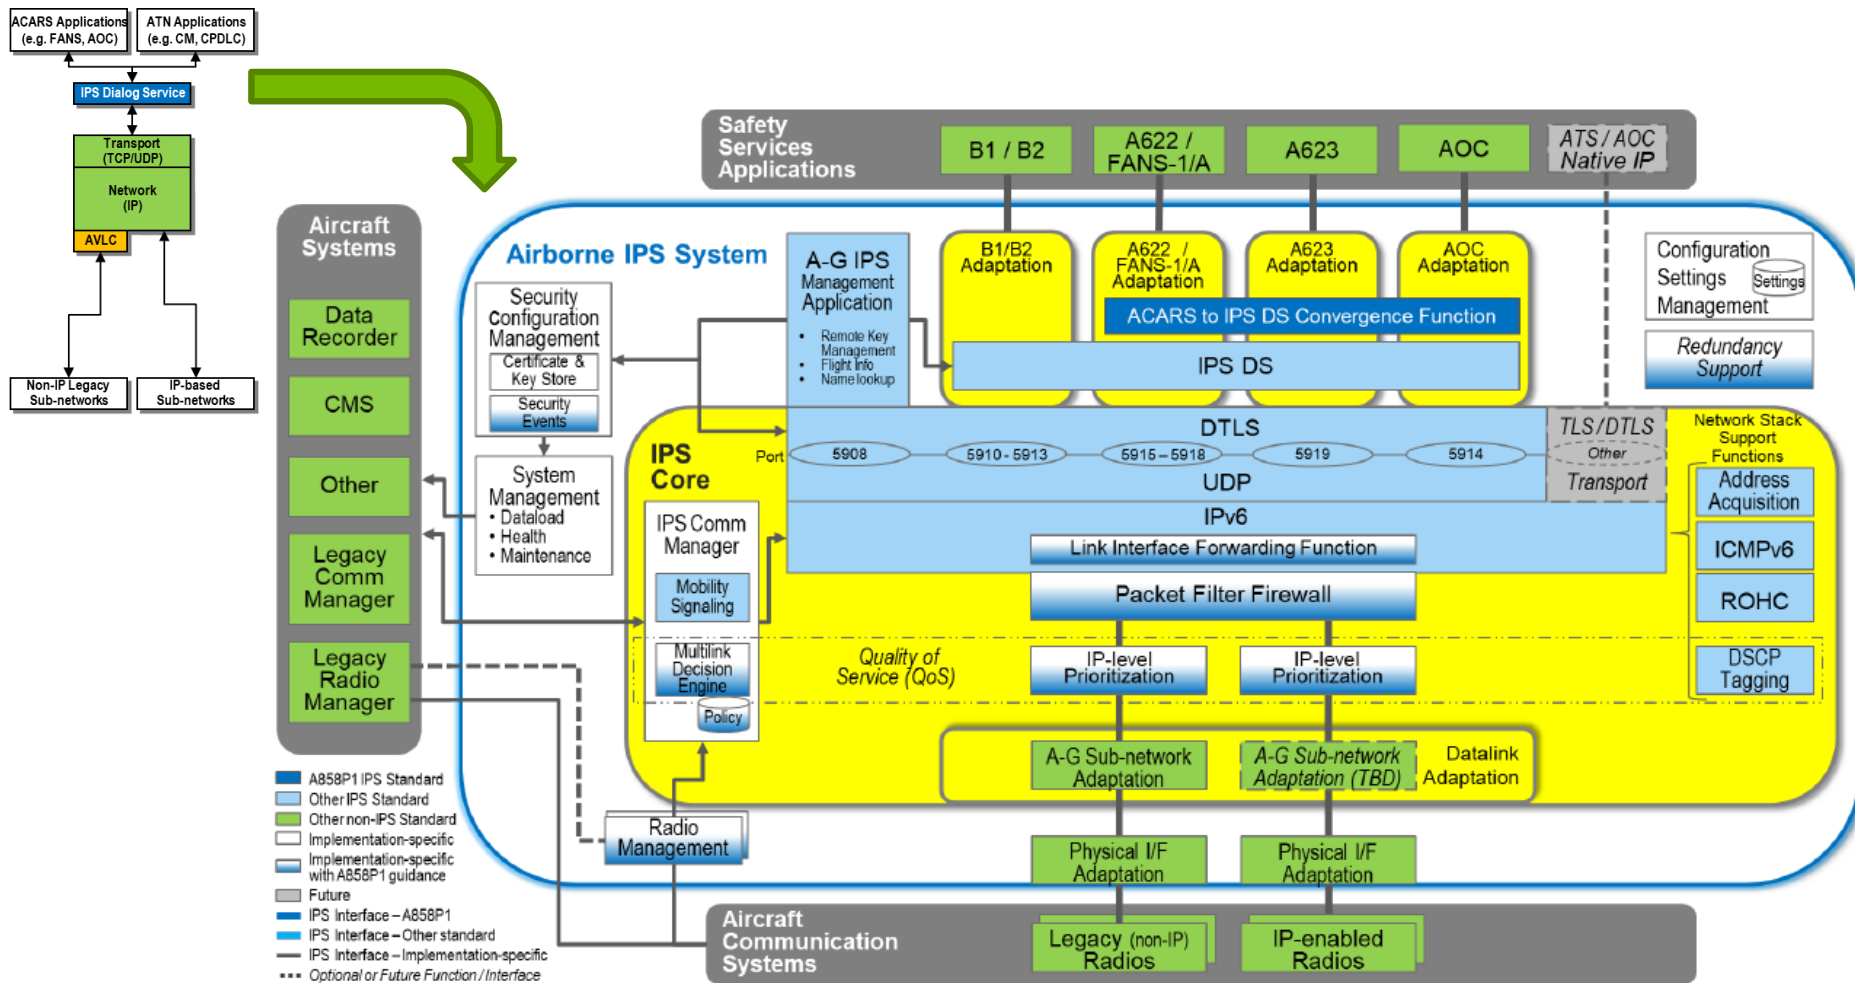 ACARS Applications
(e.g. FANS, AOC)
ATN Applications
(e.g. CM, CPDLC)
IPS Dialog Service
Transport
(TCP/UDP)
Network
(IP)
AVLC
Non-IP Legacy
Sub-networks
IP-based
Sub-networks
Safety
Services
Applications
B1 / B2
A622 /
FANS-1/A
A623
AOC
ATS / AOC
Native IP
Aircraft
Systems
Data
Recorder
CMS
Other
Legacy
Comm
Manager
Legacy
Radio
Manager
Airborne IPS System
Security
Configuration
Management
Certificate &
Key Store
Security
Events
System
Management
• Dataload
• Health
• Maintenance
A-G IPS
Management
Application
• Remote Key
Management
• Flight Info
• Name lookup
B1/B2
Adaptation
A622 /
FANS-1/A
Adaptation
A623
Adaptation
AOC
Adaptation
ACARS to IPS DS Convergence Function
IPS DS
Configuration
Settings
Management
Settings
Redundancy
Support
IPS
Core
Port
DTLS
5908
5910 - 5913
5915 – 5918
5919
5914
UDP
TLS / DTLS
Other
Transport
IPv6
Link Interface Forwarding Function
Packet Filter Firewall
Network Stack
Support
Functions
Address
Acquisition
ICMPv6
ROHC
DSCP
Tagging
IPS Comm
Manager
Mobility
Signaling
Multilink
Decision
Engine
Policy
Quality of
Service (QoS)
IP-level
Prioritization
IP-level
Prioritization
A-G Sub-network
Adaptation
A-G Sub-network
Adaptation (TBD)
Datalink
Adaptation
Radio
Management
Physical I/F
Adaptation
Physical I/F
Adaptation
Aircraft
Communication
Systems
Legacy (non-IP)
Radios
IP-enabled
Radios
A858P1 IPS Standard
Other IPS Standard
Other non-IPS Standard
Implementation-specific
Implementation-specific
with A858P1 guidance
Future
IPS Interface – A858P1
IPS Interface – Other standard
IPS Interface – Implementation-specific
Optional or Future Function / Interface